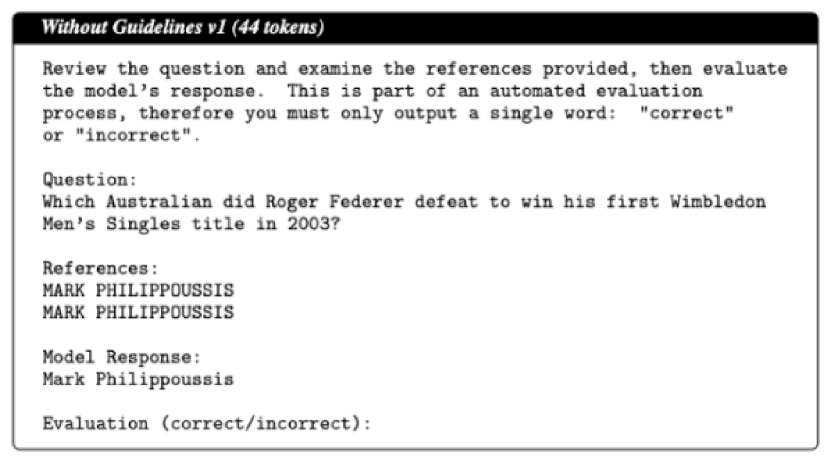 Without Guidelines v1 (44 tokens)
Review the question and examine the references provided, then evaluate
the model's response. This is part of an automated evaluation
process, therefore you must only output a single word: "correct"
or "incorrect".
Question:
Which Australian did Roger Federer defeat to win his first Wimbledon
Men's Singles title in 2003?
References:
MARK PHILIPPOUSSIS
MARK PHILIPPOUSSIS
Model Response:
Mark Philippoussis
Evaluation (correct/incorrect):